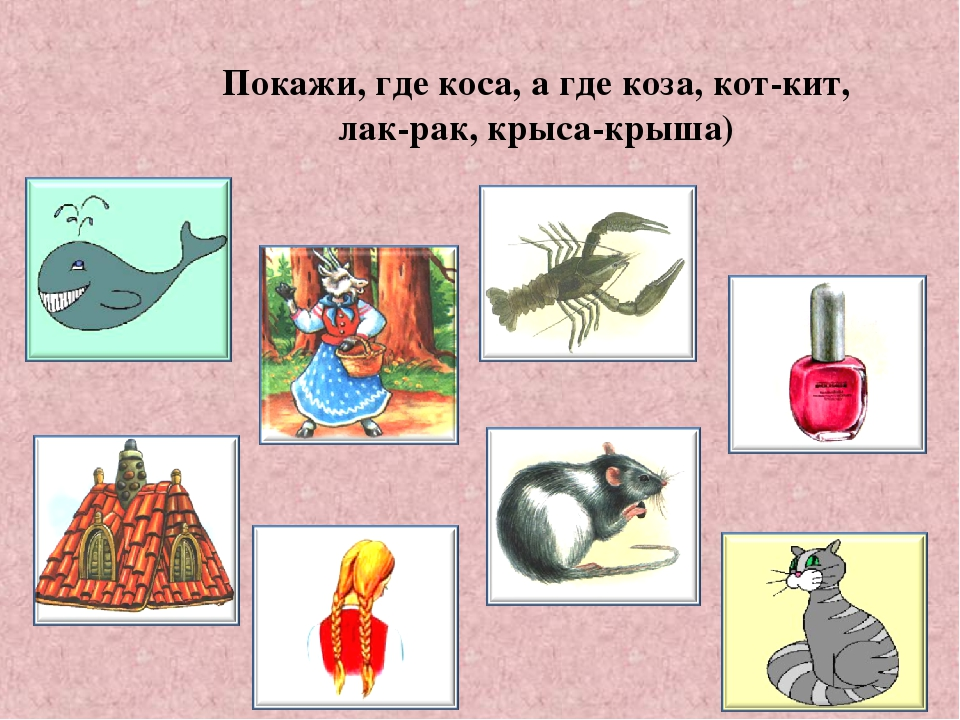 Покажи, где коса, а где коза, кот-кит,
лак-рак, крыса-крыша)